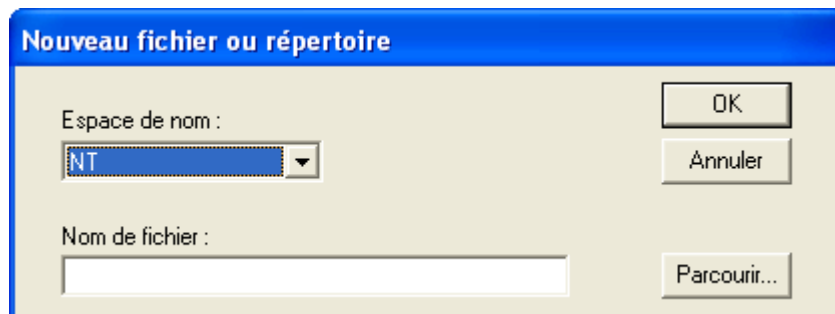 Nouveau fichier ou répertoire
Espace de nom :
NT
OK
Annuler
Nom de fichier :
Parcourir...